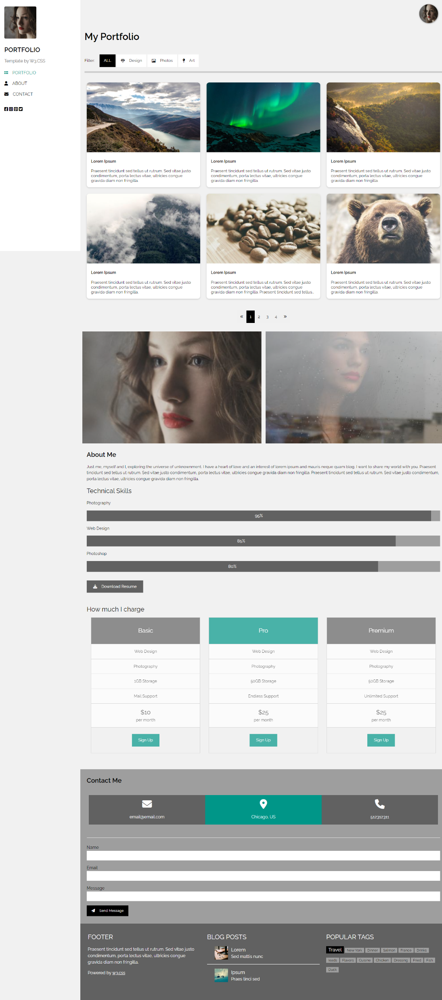 PORTFOLIO
Template by W3.CSS
PORTFOLIO
ABOUT
CONTACT
My Portfolio
Filter:
ALL
Design
Photos
Art
Lorem Ipsum
Praesent tincidunt sed tellus ut rutrum. Sed vitae justo
condimentum, porta lectus vitae, ultricies congue
gravida diam non fringilla.
Lorem Ipsum
Praesent tincidunt sed tellus ut rutrum. Sed vitae justo
condimentum, porta lectus vitae, ultricies congue
gravida diam non fringilla.
Lorem Ipsum
Praesent tincidunt sed tellus ut rutrum. Sed vitae justo
condimentum, porta lectus vitae, ultricies congue
gravida diam non fringilla.
Lorem Ipsum
Praesent tincidunt sed tellus ut rutrum. Sed vitae justo
condimentum, porta lectus vitae, ultricies congue
gravida diam non fringilla.
Lorem Ipsum
Praesent tincidunt sed tellus ut rutrum. Sed vitae justo
condimentum, porta lectus vitae, ultricies congue
gravida diam non fringilla. Praesent tincidunt sed tellus...
Lorem Ipsum
Praesent tincidunt sed tellus ut rutrum. Sed vitae justo
condimentum, porta lectus vitae, ultricies congue
gravida diam non fringilla.
« 1 2 3 4 »
About Me
Just me, myself and I, exploring the universe of unknownment. I have a heart of love and an interest of lorem ipsum and mauris neque quam blog. I want to share my world with you. Praesent
tincidunt sed tellus ut rutrum. Sed vitae justo condimentum, porta lectus vitae, ultricies congue gravida diam non fringilla. Praesent tincidunt sed tellus ut rutrum. Sed vitae justo condimentum,
porta lectus vitae, ultricies congue gravida diam non fringilla.
Technical Skills
Photography
95%
Web Design
85%
Photoshop
80%
Download Resume
How much I charge
Basic
Web Design
Photography
1GB Storage
Mail Support
$10
per month
Sign Up
Pro
Web Design
Photography
50GB Storage
Endless Support
$25
per month
Sign Up
Premium
Web Design
Photography
50GB Storage
Unlimited Support
$25
per month
Sign Up
Contact Me
email@email.com
Chicago, US
512312311
Name
Email
Message
Send Message
FOOTER
Praesent tincidunt sed tellus ut rutrum. Sed vitae justo
condimentum, porta lectus vitae, ultricies congue
gravida diam non fringilla.
Powered by w3.css
BLOG POSTS
Lorem
Sed mattis nunc
Ipsum
Praes tinci sed
POPULAR TAGS
Travel New York Dinner Salmon France Drinks
Ideas Flavors Cuisine Chicken Dressing Fried Fish
Duck